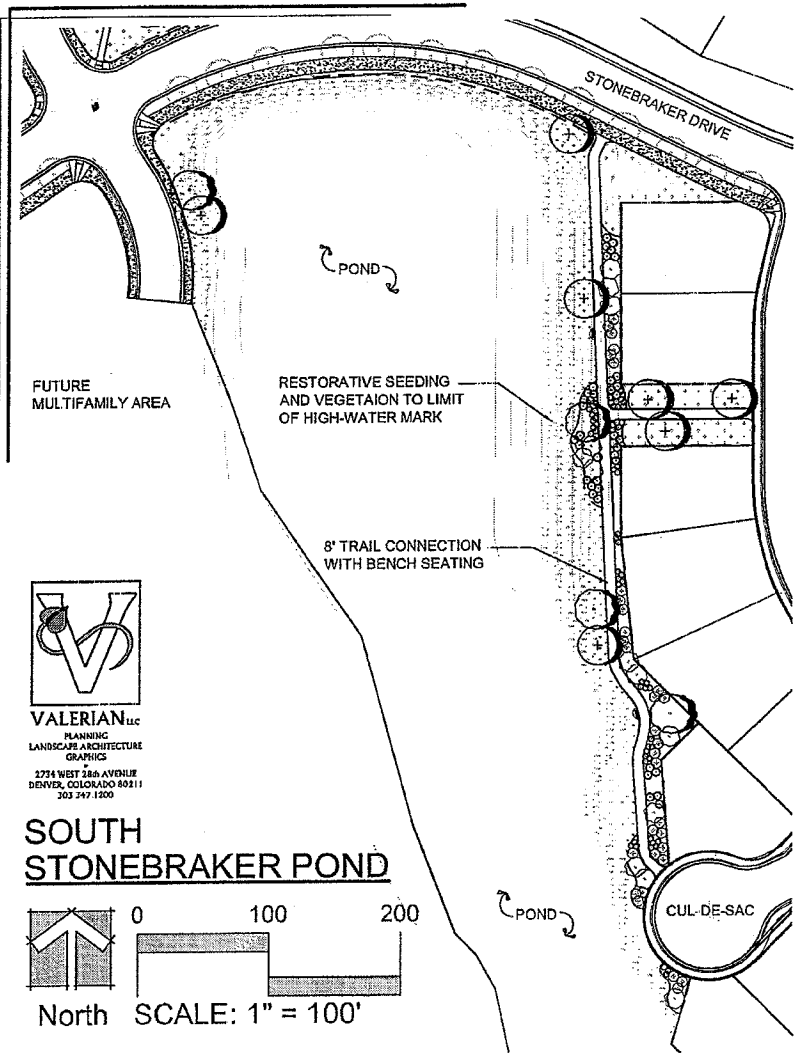 STONEBRAKER DRIVE
POND
FUTURE
MULTIFAMILY AREA
RESTORATIVE SEEDING
AND VEGETAION TO LIMIT
OF HIGH-WATER MARK
8' TRAIL CONNECTION
WITH BENCH SEATING
V
VALERIAN LLC
PLANNING
LANDSCAPE ARCHITECTURE
GRAPHICS
2734 WEST 28th AVENUE
DENVER, COLORADO 80211
303 347 1200
SOUTH
STONEBRAKER POND
0 100 200
North SCALE: 1" = 100'
POND
CUL-DE-SAC